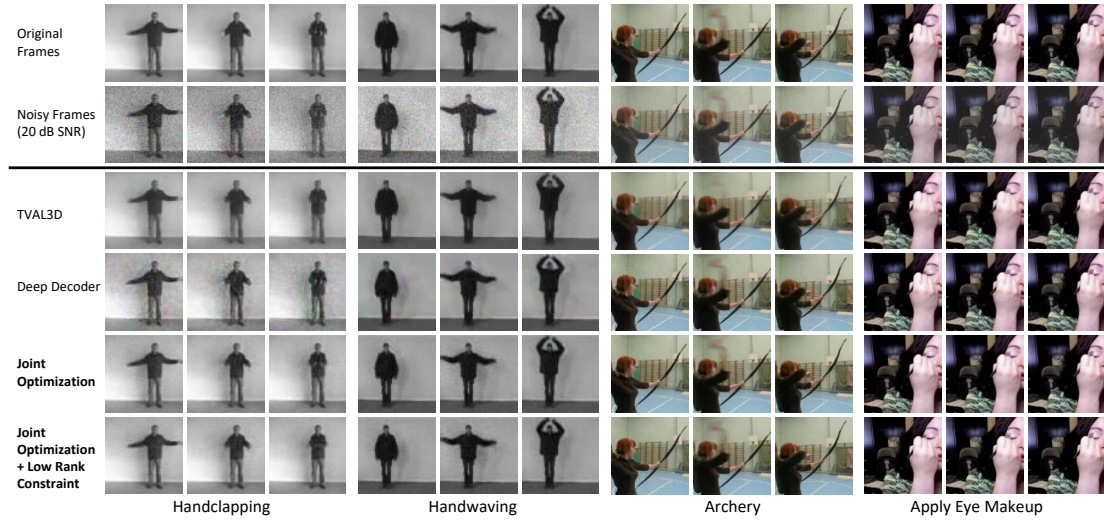 Original
Frames
Noisy Frames
(20 dB SNR)
TVAL3D
Deep Decoder
Joint
Optimization
Joint
Optimization
+ Low Rank
Constraint
Handclapping
Handwaving
Archery
Apply Eye Makeup